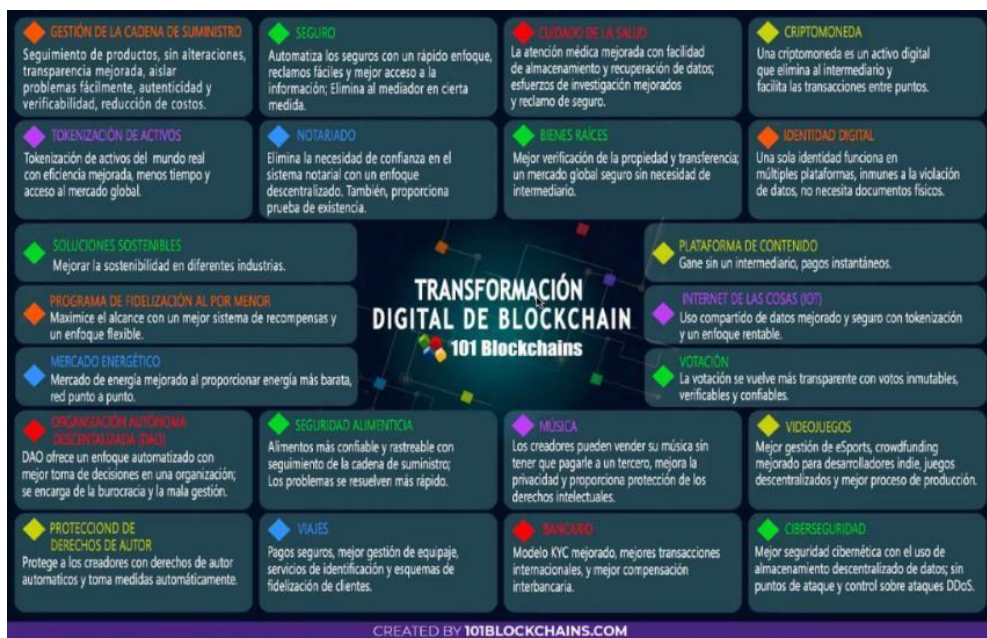 GESTIÓN DE LA CADENA DE SUMINISTRO
Seguimiento de productos, sin alteraciones,
transparencia mejorada, aislar
problemas fácilmente, autenticidad y
verificabilidad, reducción de costos.
SEGURO
Automatiza los seguros con un rápido enfoque,
reclamos fáciles y mejor acceso a la
información; Elimina al mediador en cierta
medida.
CUIDADO DE LA SALUD
La atención médica mejorada con facilidad
de almacenamiento y recuperación de datos;
esfuerzos de investigación mejorados
y reclamo de seguro.
CRIPTOMONEDA
Una criptomoneda es un activo digital
que elimina al intermediario y
facilita las transacciones entre puntos.
TOKENIZACIÓN DE ACTIVOS
Tokenización de activos del mundo real
con eficiencia mejorada, menos tiempo y
acceso al mercado global.
NOTARIADO
Elimina la necesidad de confianza en el
sistema notarial con un enfoque
descentralizado. También, proporciona
prueba de existencia.
BIENES RAÍCES
Mejor verificación de la propiedad y transferencia;
un mercado global seguro sin necesidad de
intermediario.
IDENTIDAD DIGITAL
Una sola identidad funciona en
múltiples plataformas, inmunes a la violación
de datos, no necesita documentos físicos.
SOLUCIONES SOSTENIBLES
Mejorar la sostenibilidad en diferentes industrias.
PROGRAMA DE FIDELIZACIÓN AL POR MENOR
Maximice el alcance con un mejor sistema de recompensas y
un enfoque flexible.
MERCADO ENERGÉTICO
Mercado de energía mejorado al proporcionar energía más barata,
red punto a punto.
TRANSFORMACIÓN
DIGITAL DE BLOCKCHAIN
101 Blockchains
PLATAFORMA DE CONTENIDO
Gane sin un intermediario, pagos instantáneos.
INTERNET DE LAS COSAS (IOT)
Uso compartido de datos mejorado y seguro con tokenización
y un enfoque rentable.
VOTACIÓN
La votación se vuelve más transparente con votos inmutables,
verificables y confiables.
ORGANIZACIÓN AUTÓNOMA
DESCENTALIZADA (DAO)
DAO ofrece un enfoque automatizado con
mejor toma de decisiones en una organización;
se encarga de la burocracia y la mala gestión.
SEGURIDAD ALIMENTICIA
Alimentos más confiable y rastreable con
seguimiento de la cadena de suministro;
Los problemas se resuelven más rápido.
MÚSICA
Los creadores pueden vender su música sin
tener que pagarle a un tercero, mejora la
privacidad y proporciona protección de los
derechos intelectuales.
VIDEOJUEGOS
Mejor gestión de eSports, crowdfunding
mejorado para desarrolladores indie, juegos
descentralizados y mejor proceso de producción.
PROTECCIOND DE
DERECHOS DE AUTOR
Protege a los creadores con derechos de autor
automaticos y toma medidas automáticamente.
VIAJES
Pagos seguros, mejor gestión de equipaje,
servicios de identificación y esquemas de
fidelización de clientes.
BANCARIO
Modelo KYC mejorado, mejores transacciones
internacionales, y mejor compensación
interbancaria.
CIBERSEGURIDAD
Mejor seguridad cibernética con el uso de
almacenamiento descentralizado de datos; sin
puntos de ataque y control sobre ataques DDoS.
CREATED BY 101BLOCKCHAINS.COM